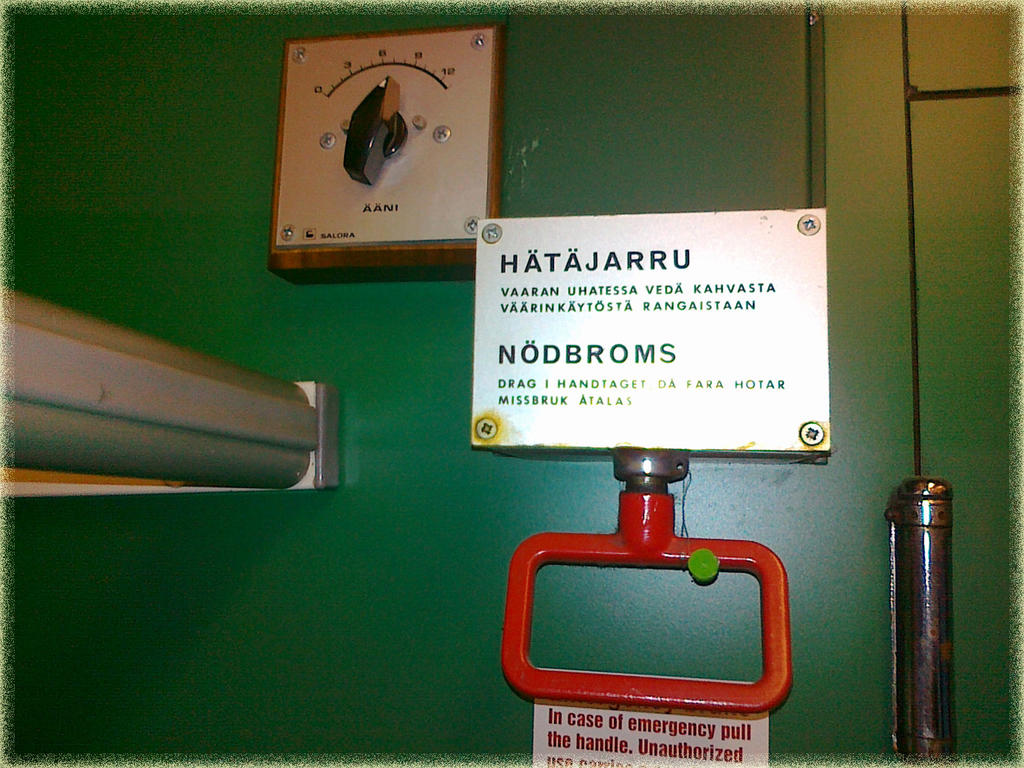 0 3 6 9 12
ÄÄNI
SALORA
HÄTÄJARRU
VAARAN UHATESSA VEDÄ KAHVASTA
VÄÄRINKÄYTÖSTÄ RANGAISTAAN
NÖDBROMS
DRAG I HANDTAGET DÅ FARA HOTAR
MISSBRUK ÅTALAS
In case of emergency pull
the handle. Unauthorized
use